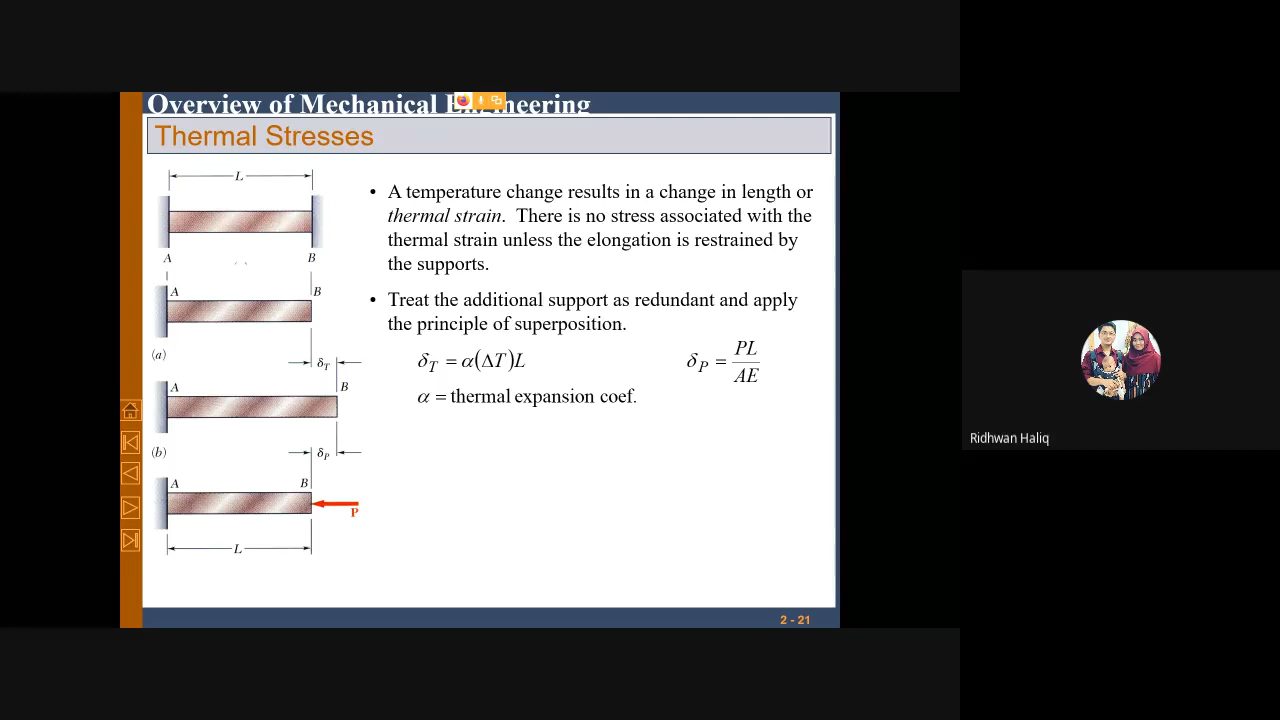 Overview of Mechanical Engineering
Thermal Stresses
L
A B
A B
(a)
δT
A B
(b)
δP
A B
P
L
• A temperature change results in a change in length or
thermal strain. There is no stress associated with the
thermal strain unless the elongation is restrained by
the supports.
• Treat the additional support as redundant and apply
the principle of superposition.
δ_T = α(ΔT)L δ_P = PL/AE
α = thermal expansion coef.
2 - 21
Ridhwan Haliq